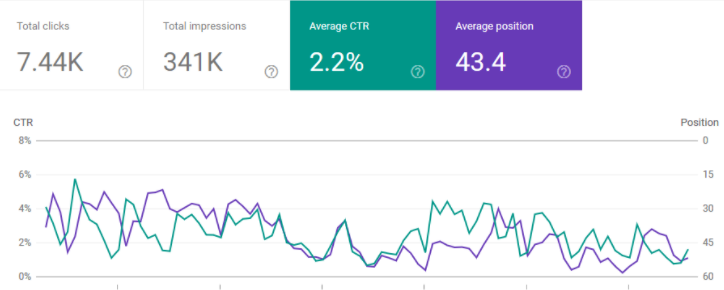 Total clicks
7.44K
Total impressions
341K
Average CTR
2.2%
Average position
43.4
CTR
Position
8%
0
6%
15
4%
30
2%
45
0%
60